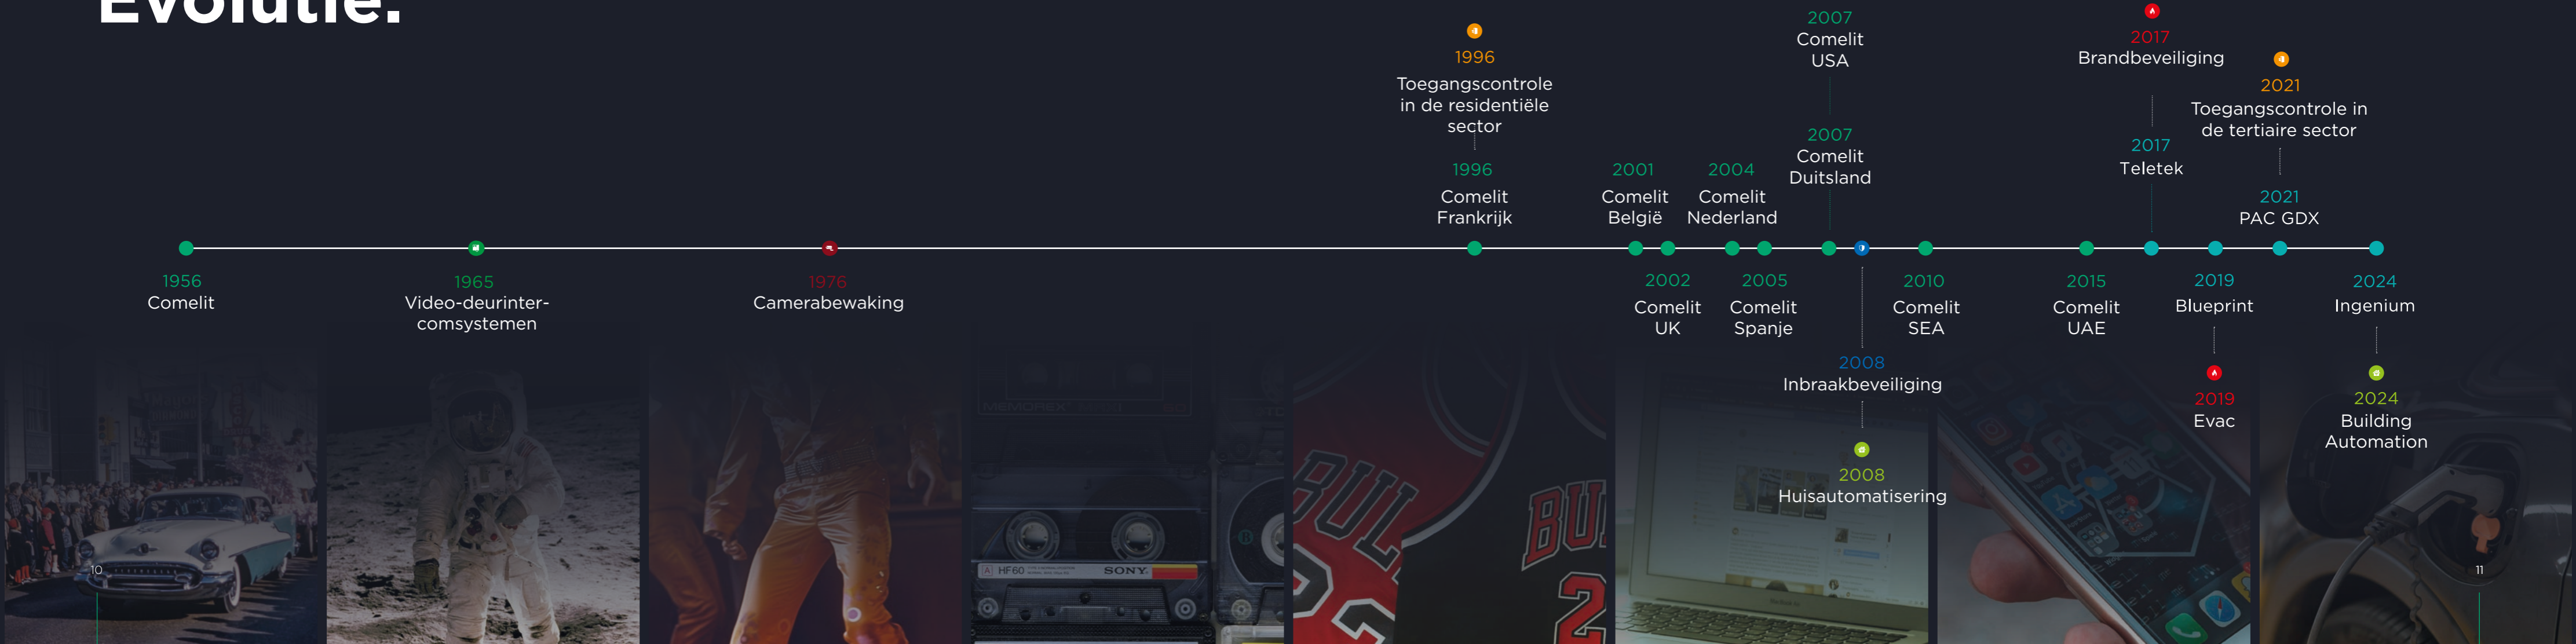 Evolutie.
1956
Comelit
1965
Video-deurinter-
comsystemen
1976
Camerabewaking
1996
Toegangscontrole
in de residentiële
sector
1996
Comelit
Frankrijk
2001
Comelit
België
2002
Comelit
UK
2004
Comelit
Nederland
2005
Comelit
Spanje
2007
Comelit
USA
2007
Comelit
Duitsland
2008
Inbraakbeveiliging
2008
Huisautomatisering
2010
Comelit
SEA
2015
Comelit
UAE
2017
Brandbeveiliging
2017
Teletek
2019
Blueprint
2019
Evac
2021
Toegangscontrole in
de tertiaire sector
2021
PAC GDX
2024
Ingenium
2024
Building
Automation
MEMOREX
A HF60
SONY
B
BUL
BU
2
10
11